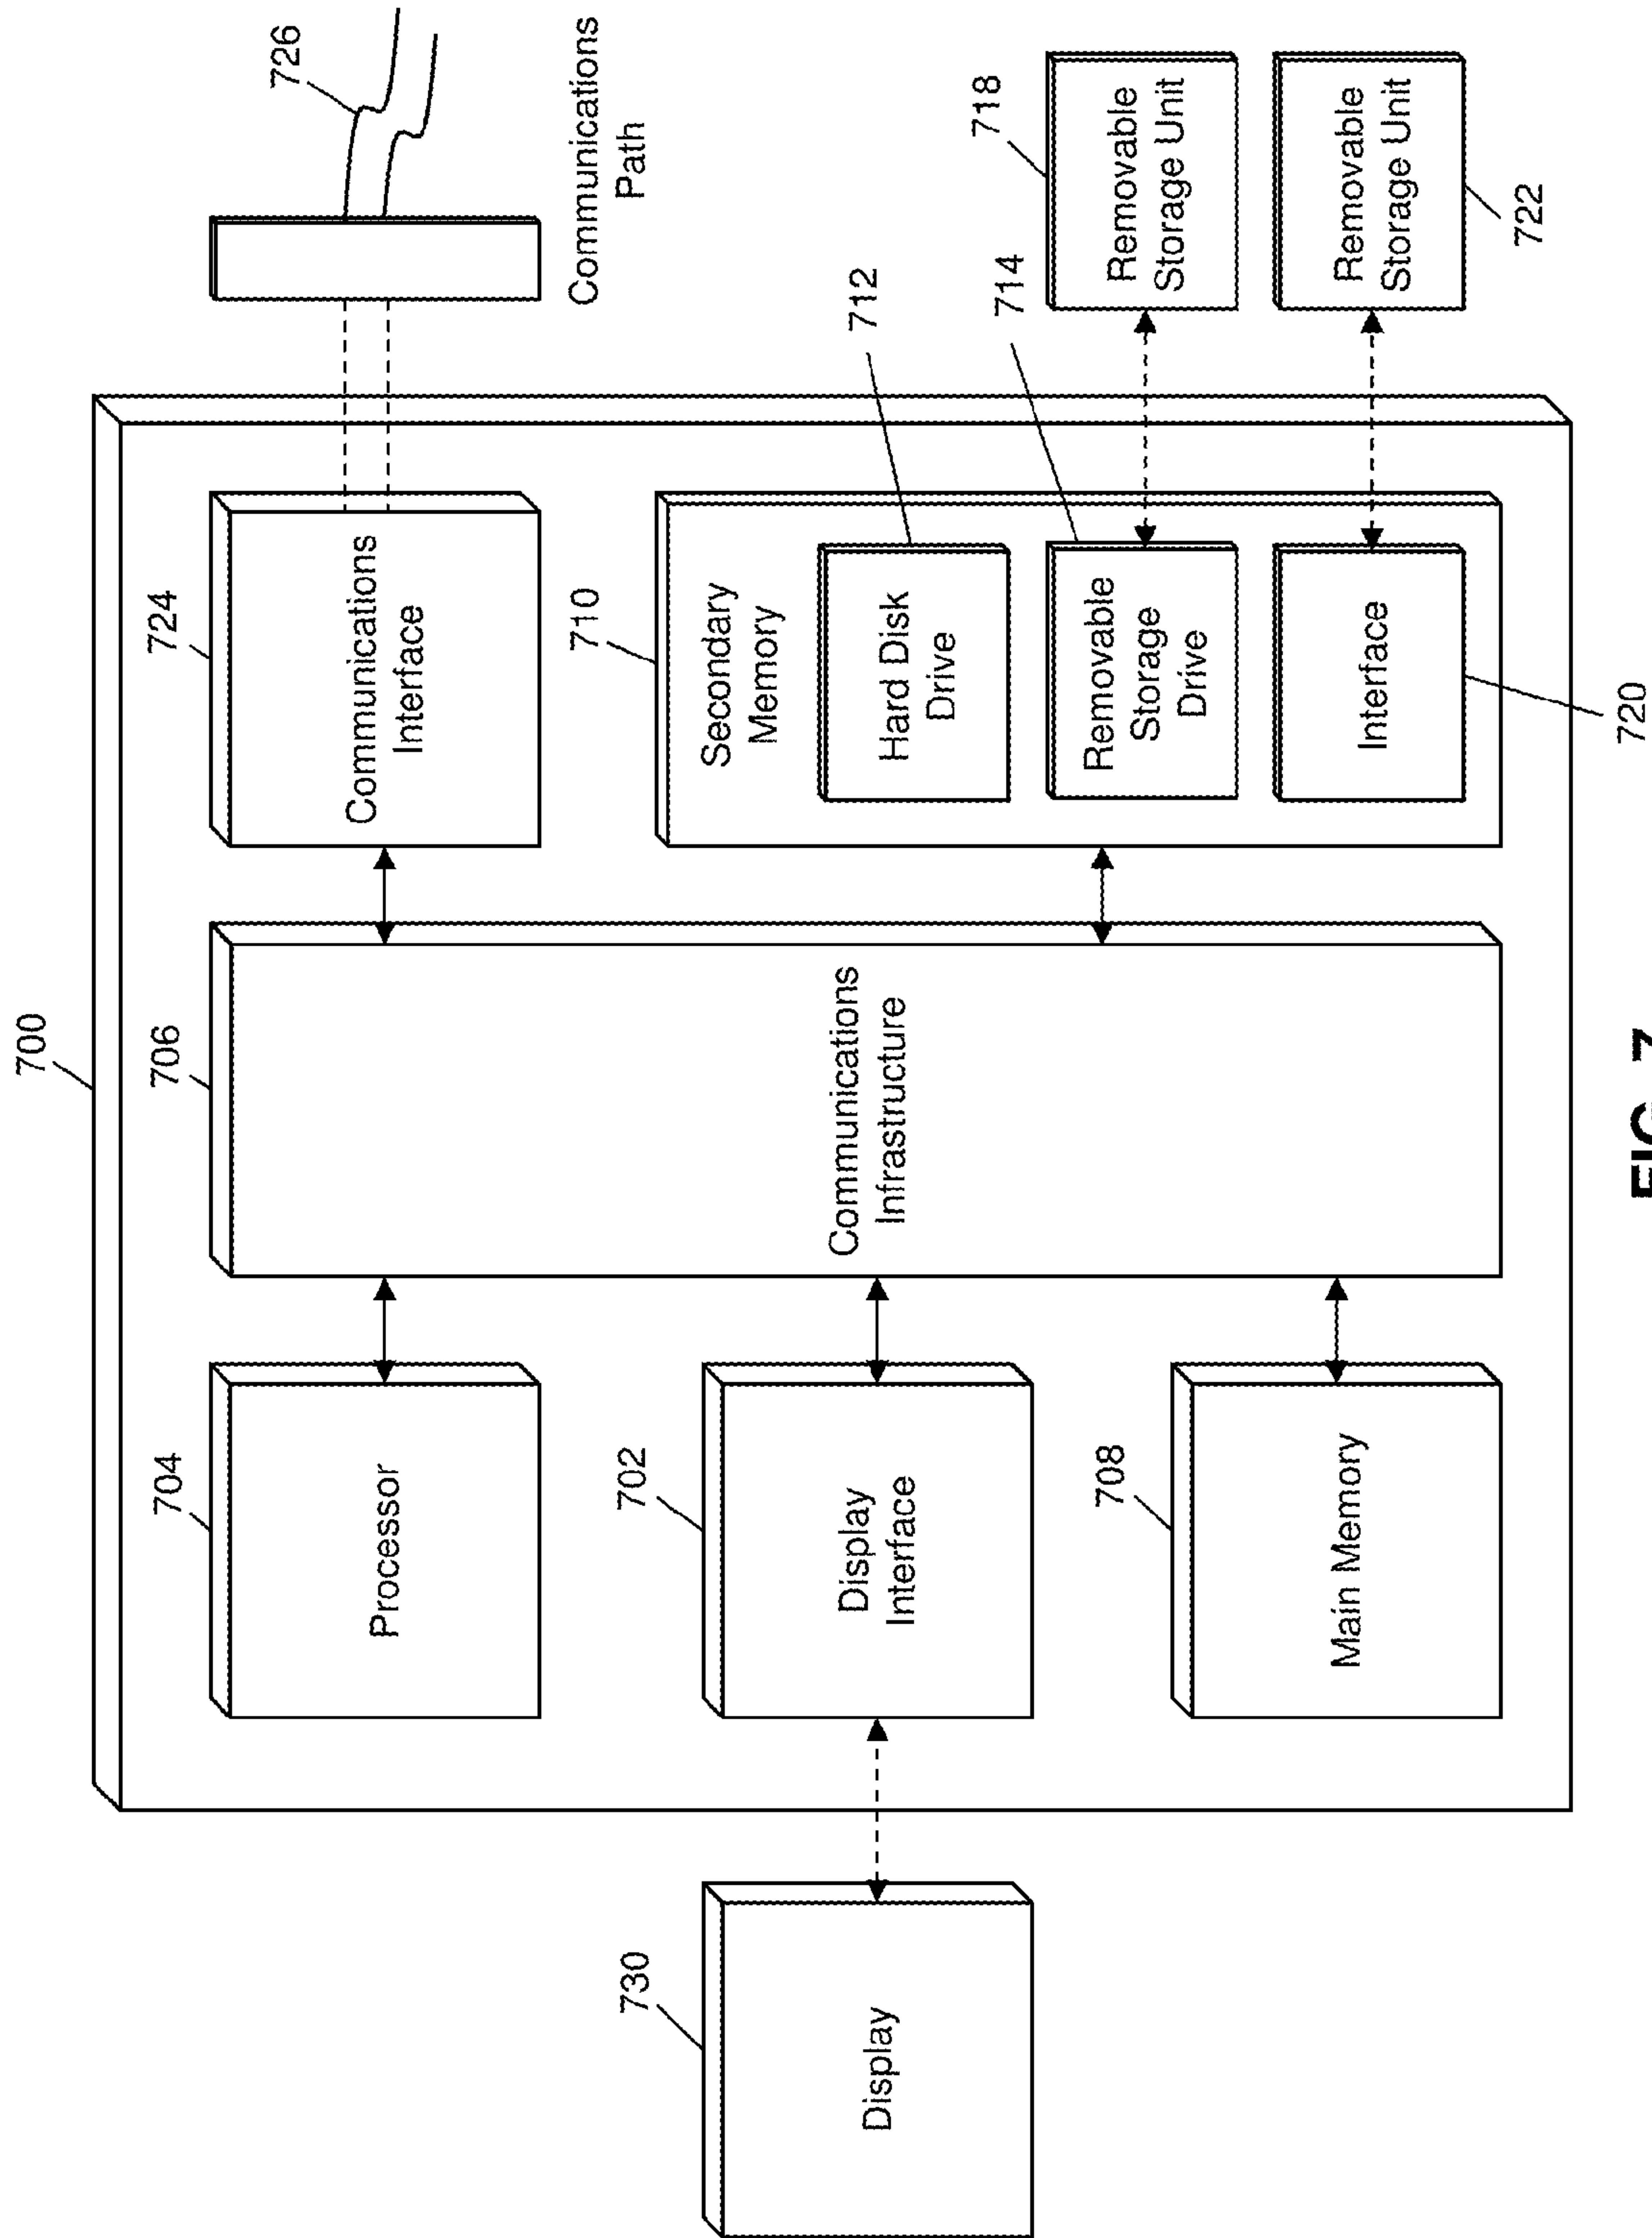 700
704
Processor
706
Communications
Infrastructure
724
Communications
Interface
726
Communications
Path
730
Display
702
Display
Interface
708
Main Memory
710
Secondary
Memory
712
Hard Disk
Drive
714
Removable
Storage
Drive
718
Removable
Storage Unit
Interface
720
Removable
Storage Unit
722
FIG. 7